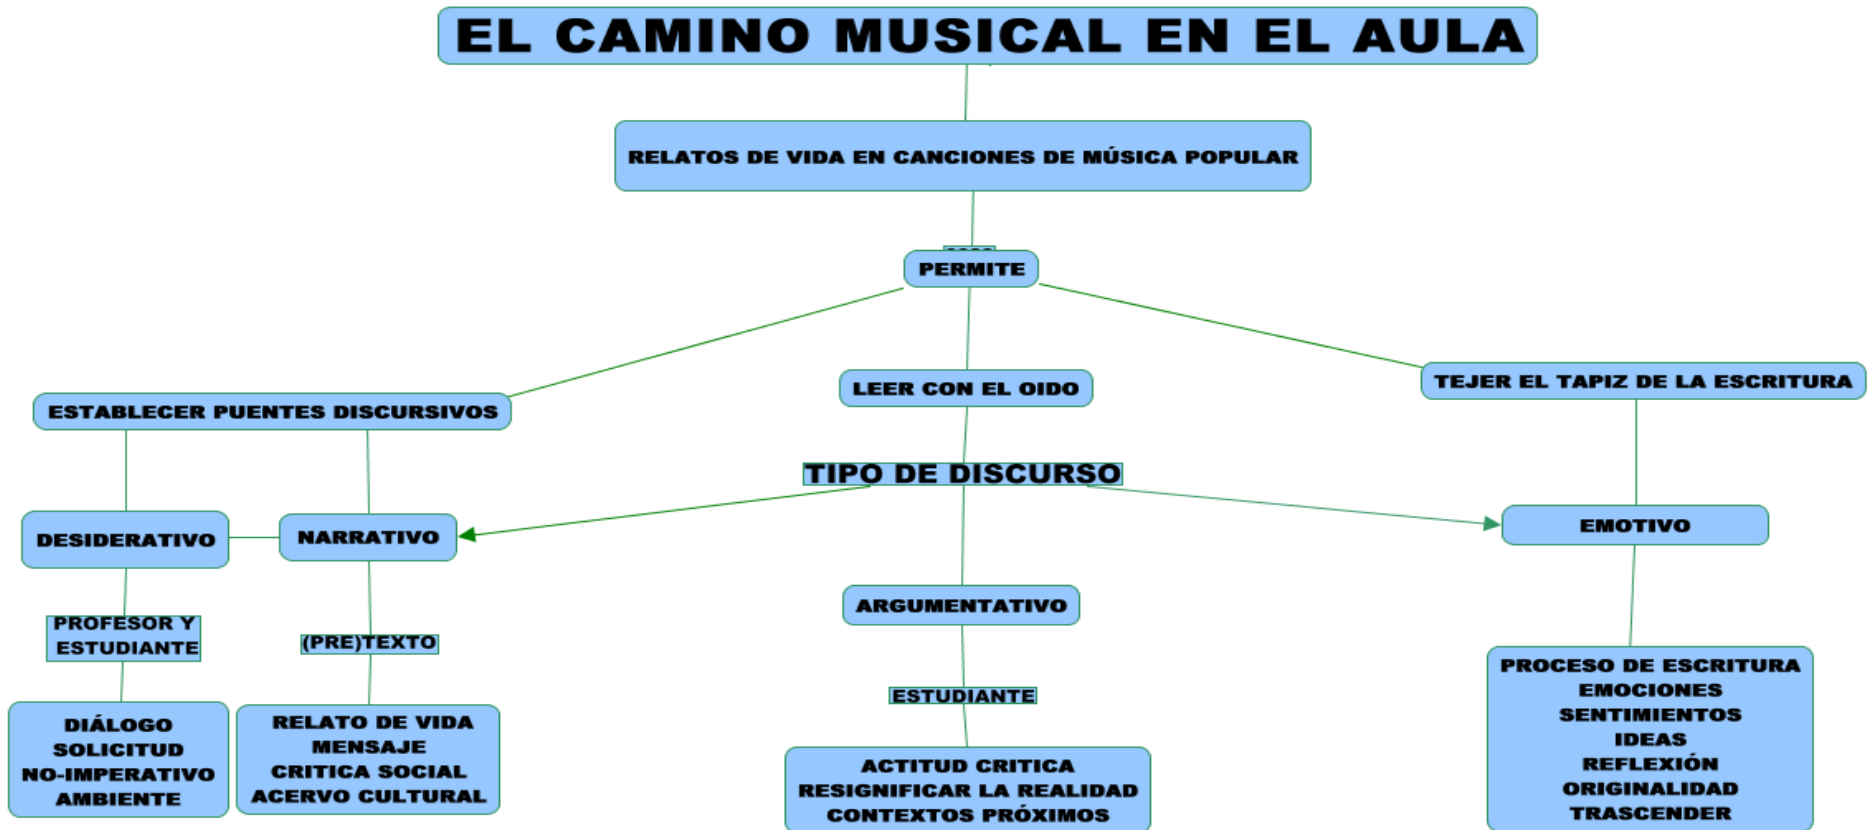 EL CAMINO MUSICAL EN EL AULA
RELATOS DE VIDA EN CANCIONES DE MÚSICA POPULAR
PERMITE
ESTABLECER PUENTES DISCURSIVOS
LEER CON EL OIDO
TEJER EL TAPIZ DE LA ESCRITURA
TIPO DE DISCURSO
DESIDERATIVO
NARRATIVO
EMOTIVO
ARGUMENTATIVO
PROFESOR Y
ESTUDIANTE
(PRE)TEXTO
ESTUDIANTE
DIÁLOGO
SOLICITUD
NO-IMPERATIVO
AMBIENTE
RELATO DE VIDA
MENSAJE
CRITICA SOCIAL
ACERVO CULTURAL
ACTITUD CRITICA
RESIGNIFICAR LA REALIDAD
CONTEXTOS PRÓXIMOS
PROCESO DE ESCRITURA
EMOCIONES
SENTIMIENTOS
IDEAS
REFLEXIÓN
ORIGINALIDAD
TRASCENDER